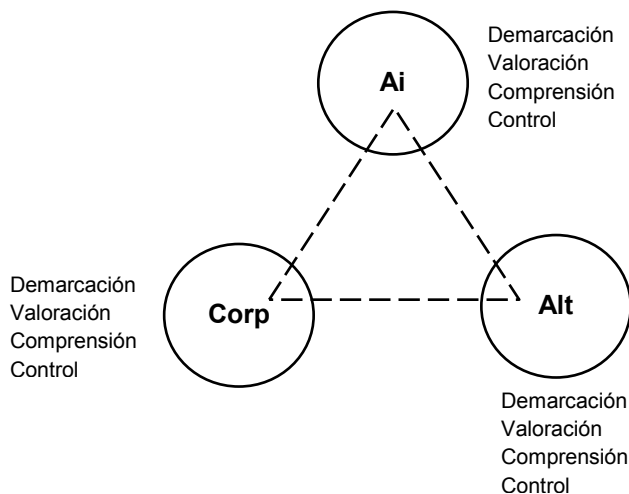 Ai
Demarcación
Valoración
Comprensión
Control
Demarcación
Valoración
Comprensión
Control
Corp
Alt
Demarcación
Valoración
Comprensión
Control